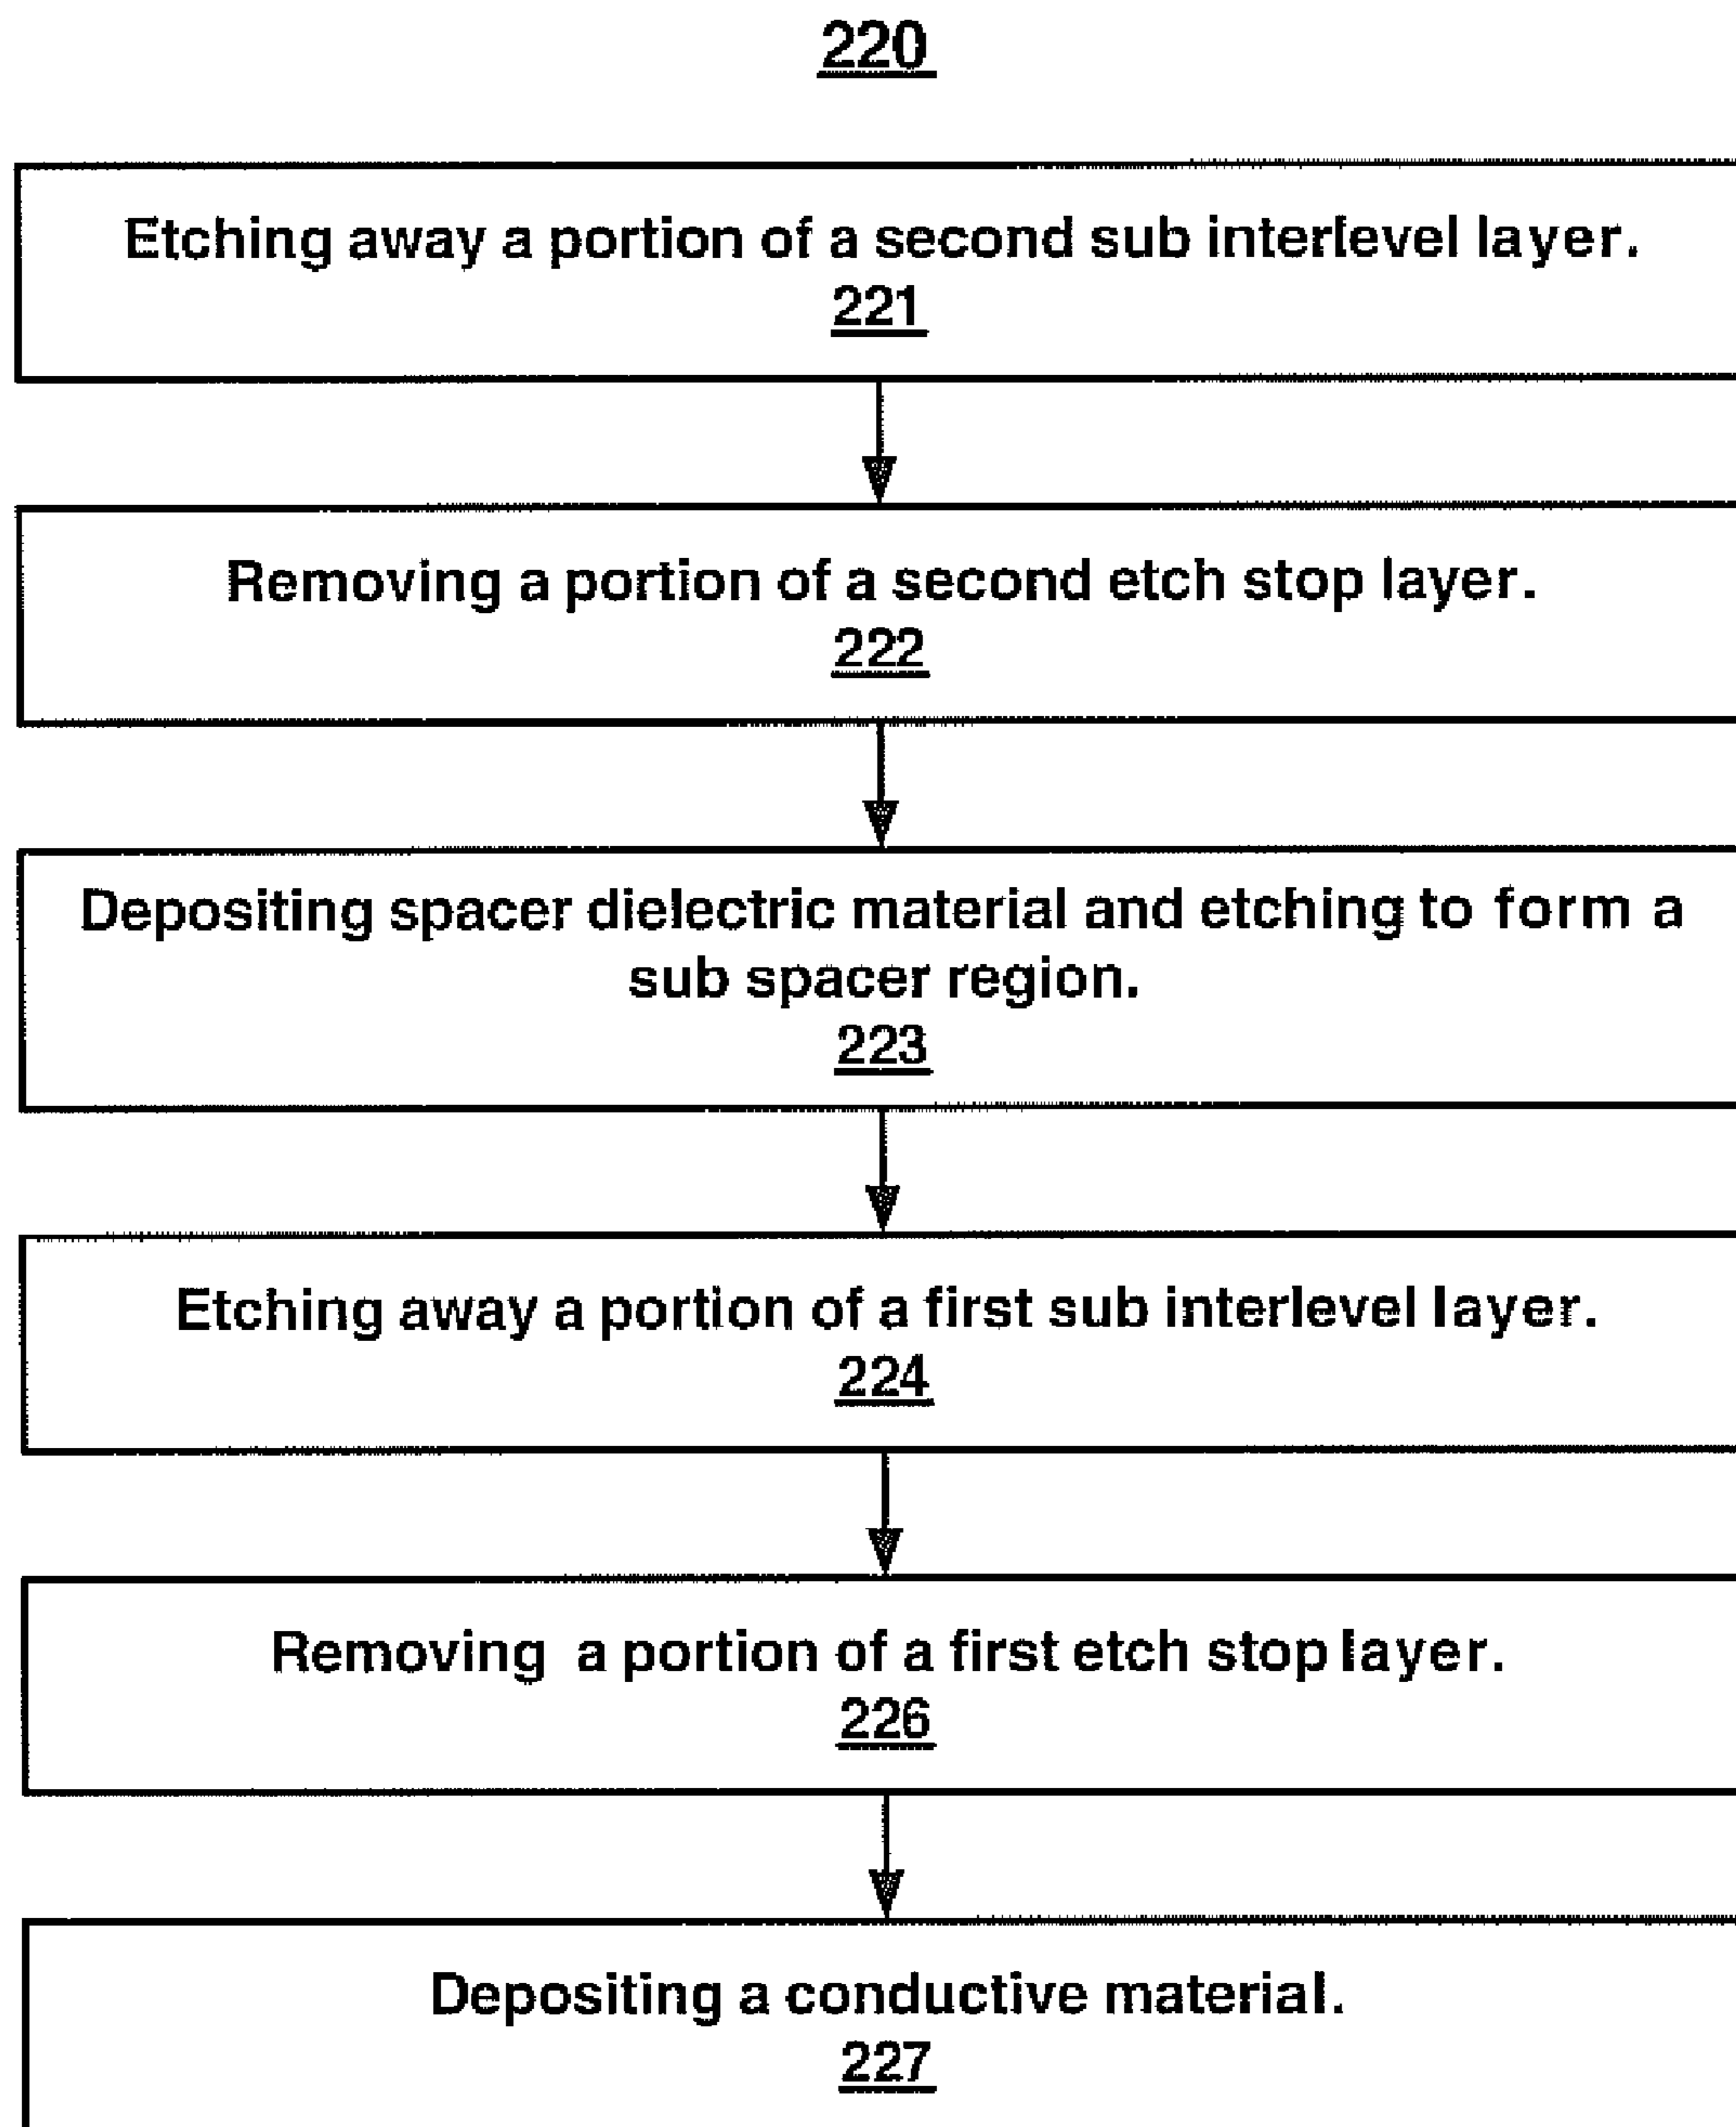 220
Etching away a portion of a second sub interlevel layer.
221
Removing a portion of a second etch stop layer.
222
Depositing spacer dielectric material and etching to form a
sub spacer region.
223
Etching away a portion of a first sub interlevel layer.
224
Removing a portion of a first etch stop layer.
226
Depositing a conductive material.
227